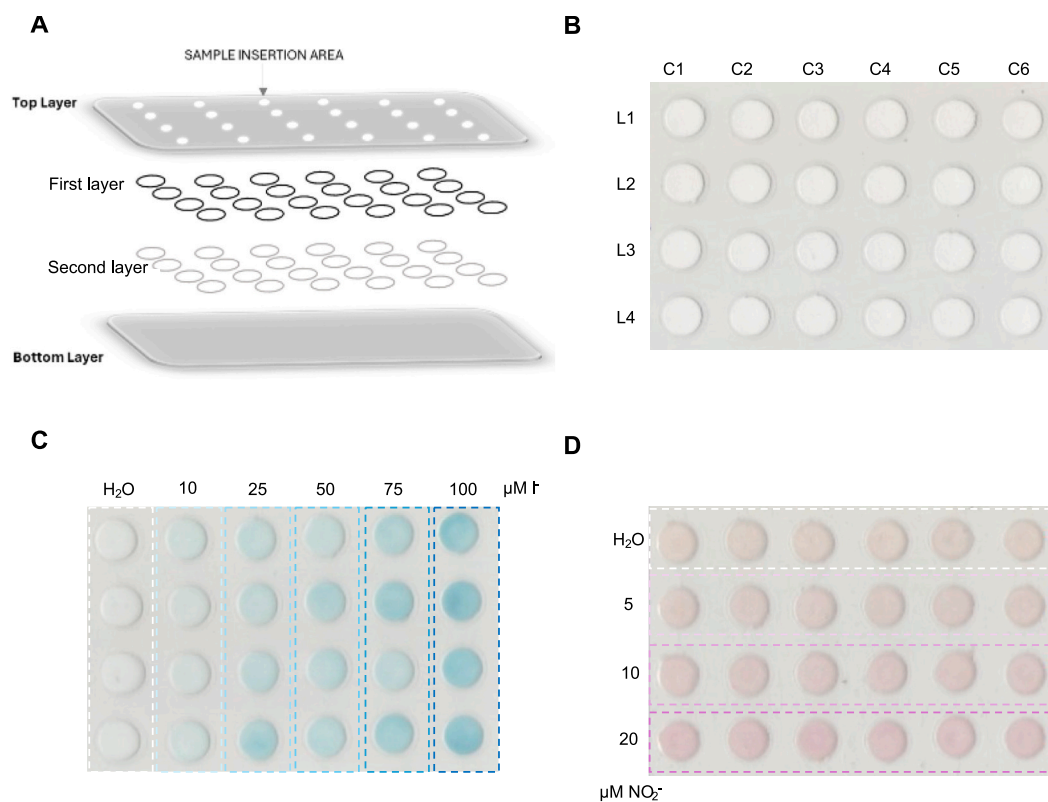 A
SAMPLE INSERTION AREA
Top Layer
First layer
Second layer
Bottom Layer
B
C1 C2 C3 C4 C5 C6
L1
L2
L3
L4
C
H₂O 10 25 50 75 100 µM I⁻
D
H₂O
5
10
20
µM NO₂⁻